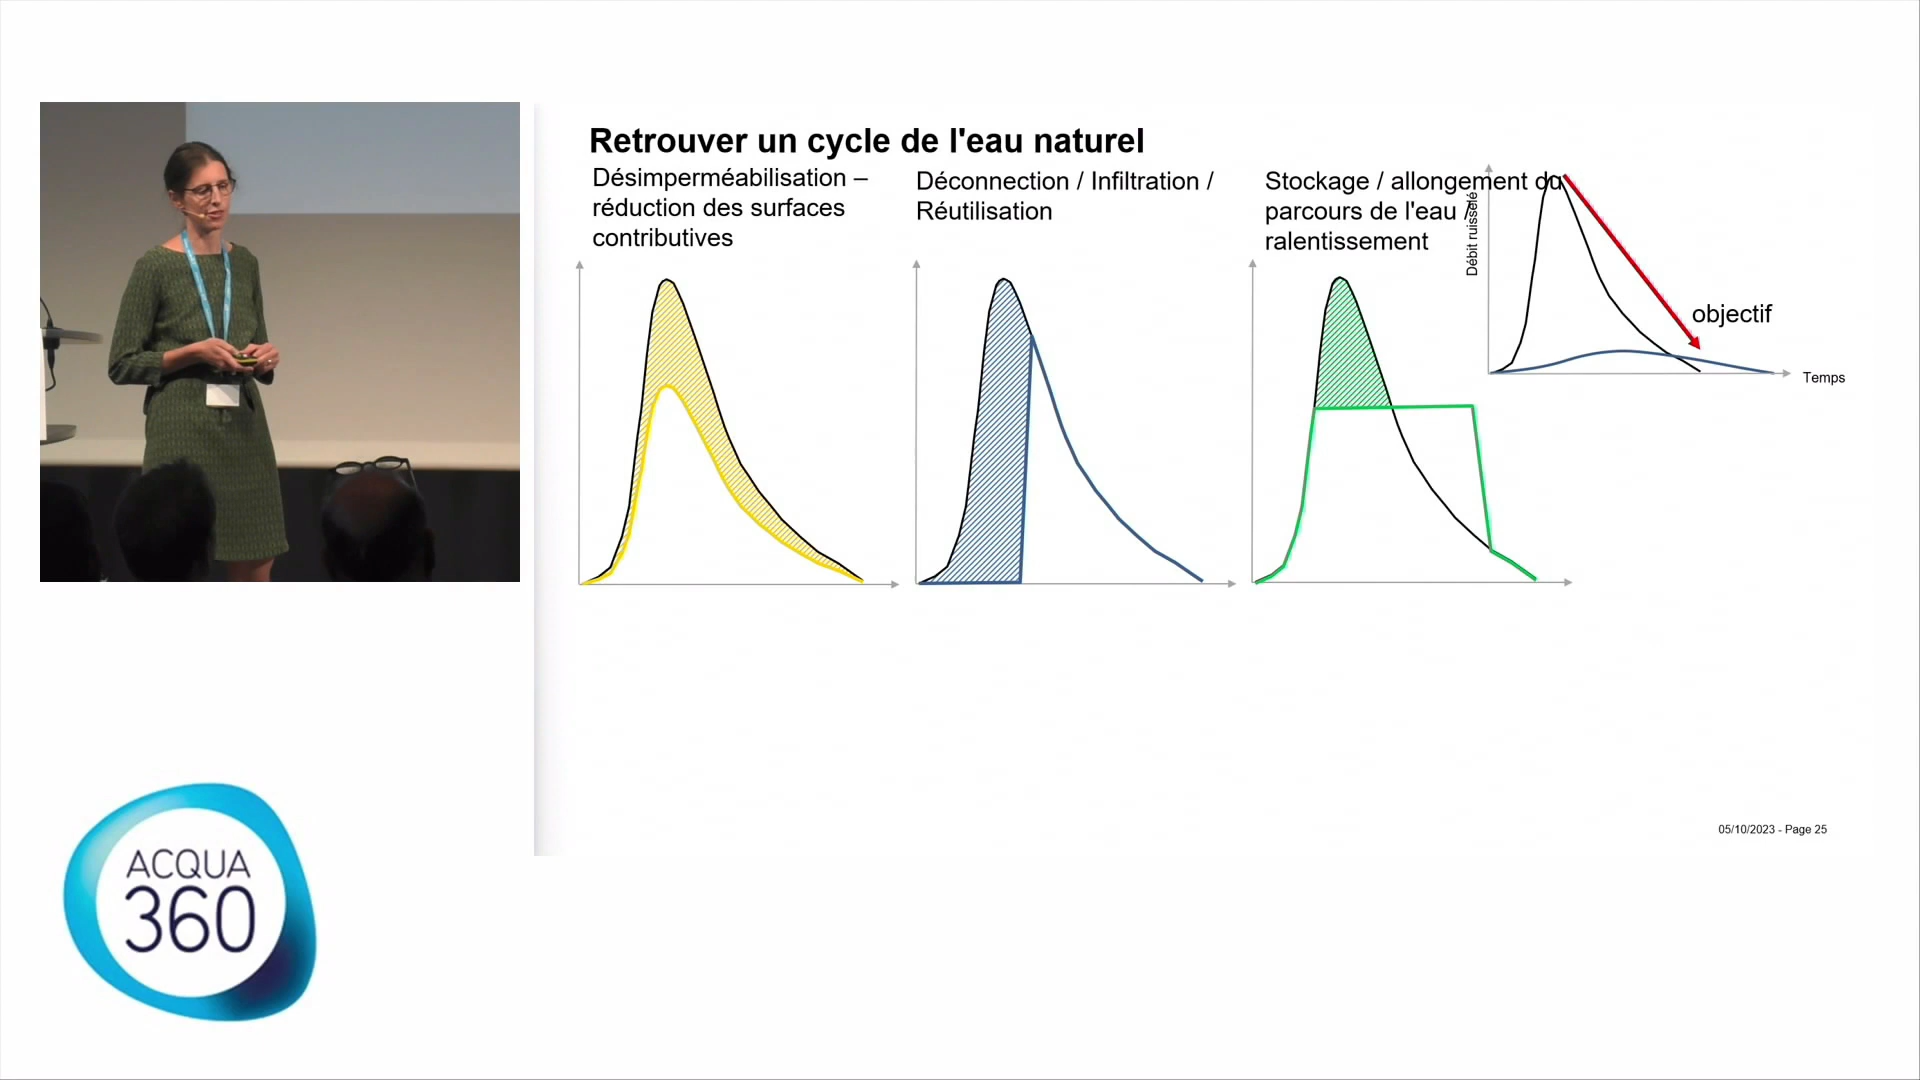 Retrouver un cycle de l'eau naturel
Désimperméabilisation –
réduction des surfaces
contributives
Déconnection / Infiltration /
Réutilisation
Stockage / allongement du
parcours de l'eau /
ralentissement
Débit ruisselé
objectif
Temps
05/10/2023 - Page 25
ACQUA
360